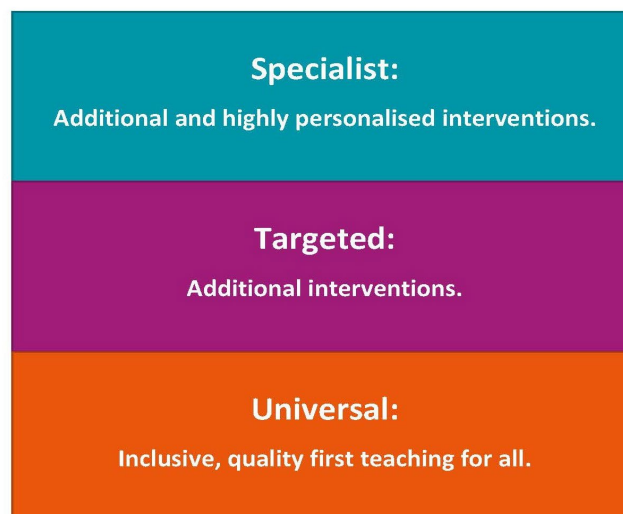 Specialist:
Additional and highly personalised interventions.
Targeted:
Additional interventions.
Universal:
Inclusive, quality first teaching for all.